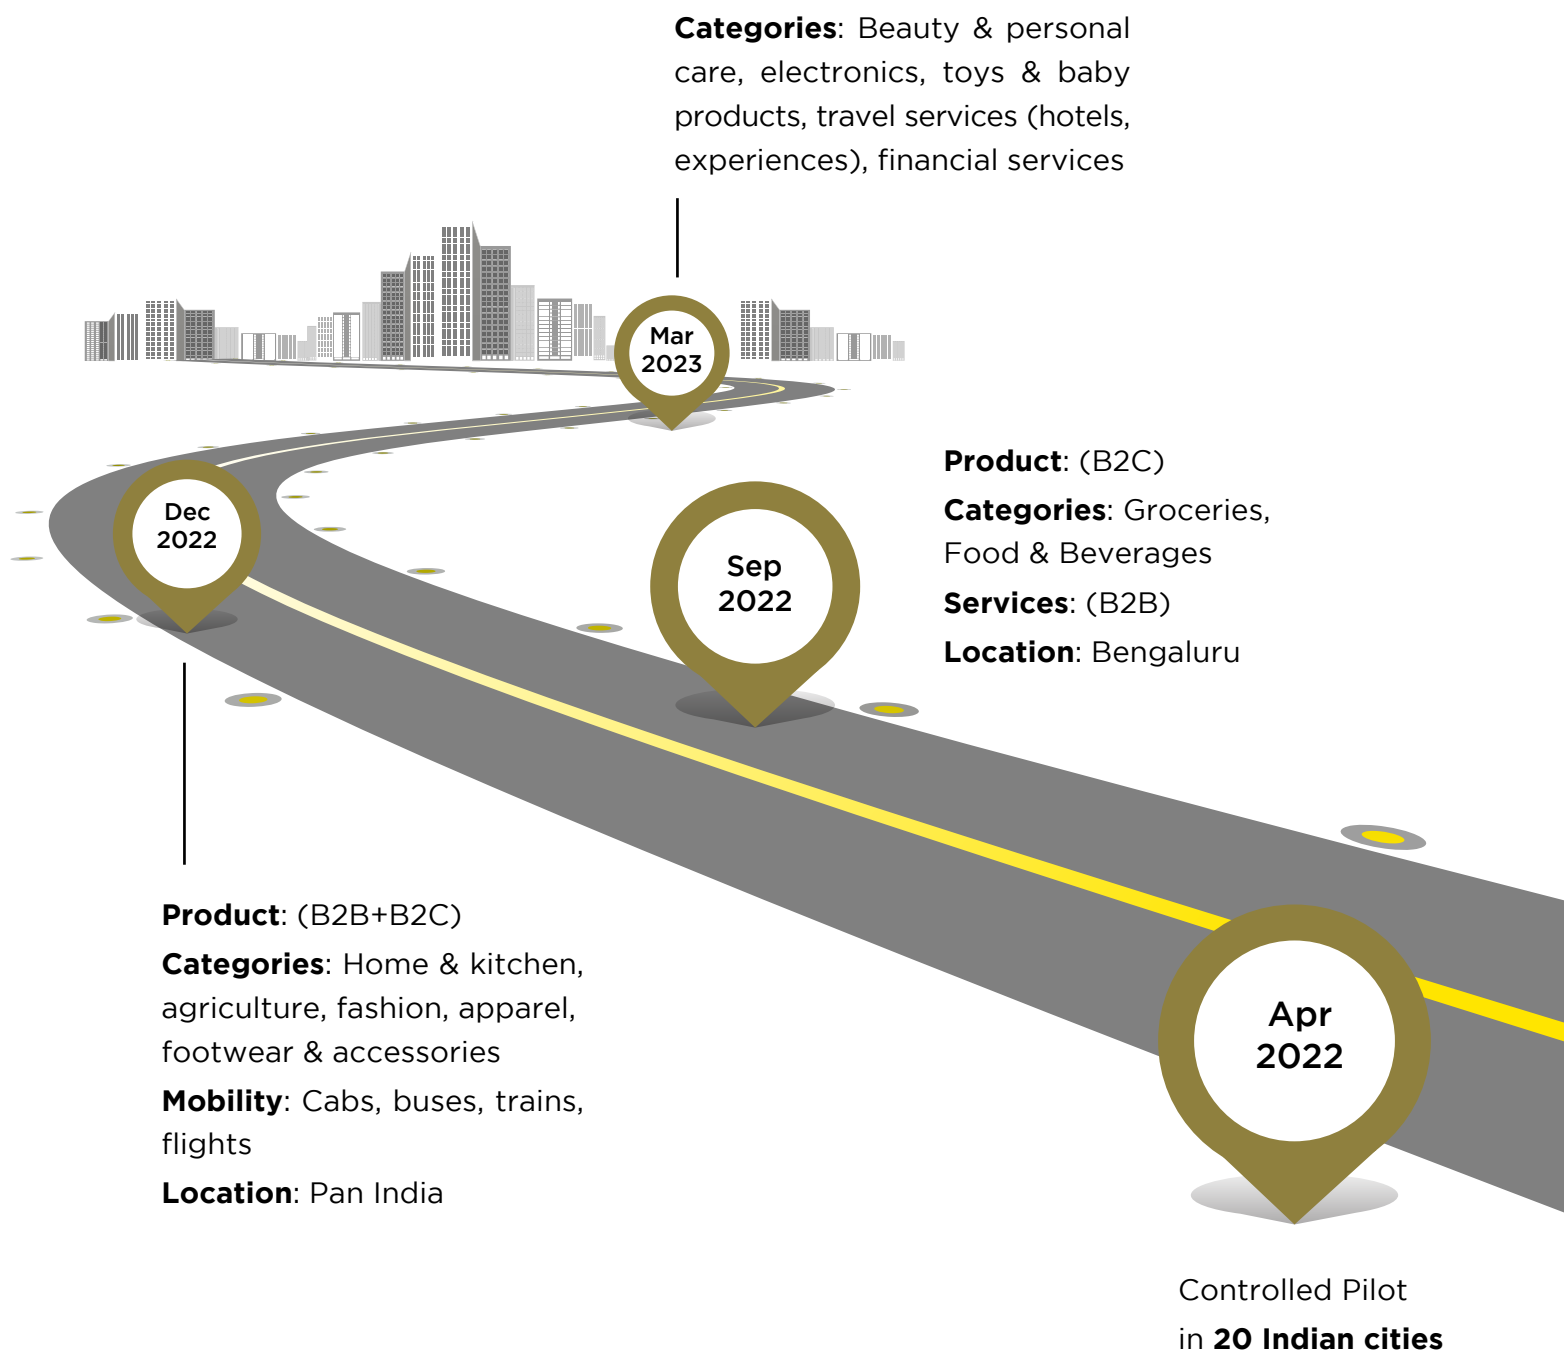 Categories: Beauty & personal
care, electronics, toys & baby
products, travel services (hotels,
experiences), financial services
Mar
2023
Dec
2022
Sep
2022
Product: (B2C)
Categories: Groceries,
Food & Beverages
Services: (B2B)
Location: Bengaluru
Product: (B2B+B2C)
Categories: Home & kitchen,
agriculture, fashion, apparel,
footwear & accessories
Mobility: Cabs, buses, trains,
flights
Location: Pan India
Apr
2022
Controlled Pilot
in 20 Indian cities